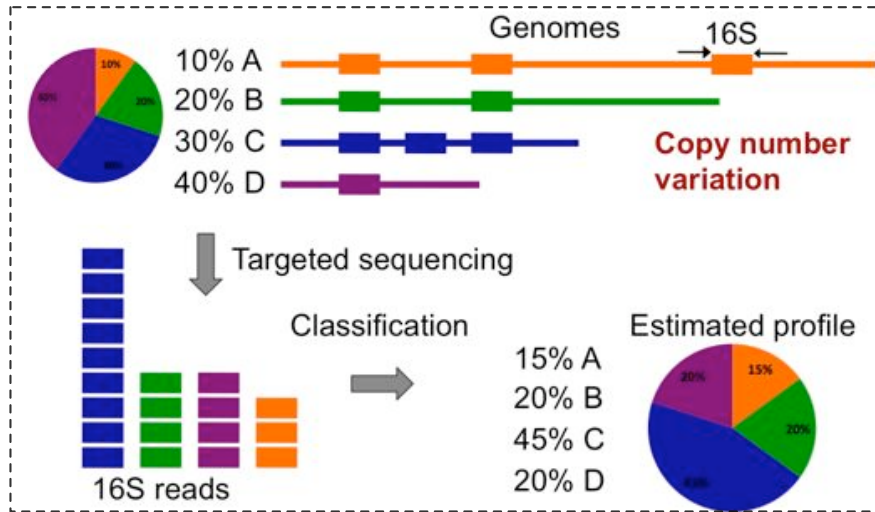 Genomes
16S
10% A
20% B
30% C
40% D
10%
20%
Copy number
variation
Targeted sequencing
Classification
16S reads
Estimated profile
15% A
20% B
45% C
20% D
15%
20%
20%